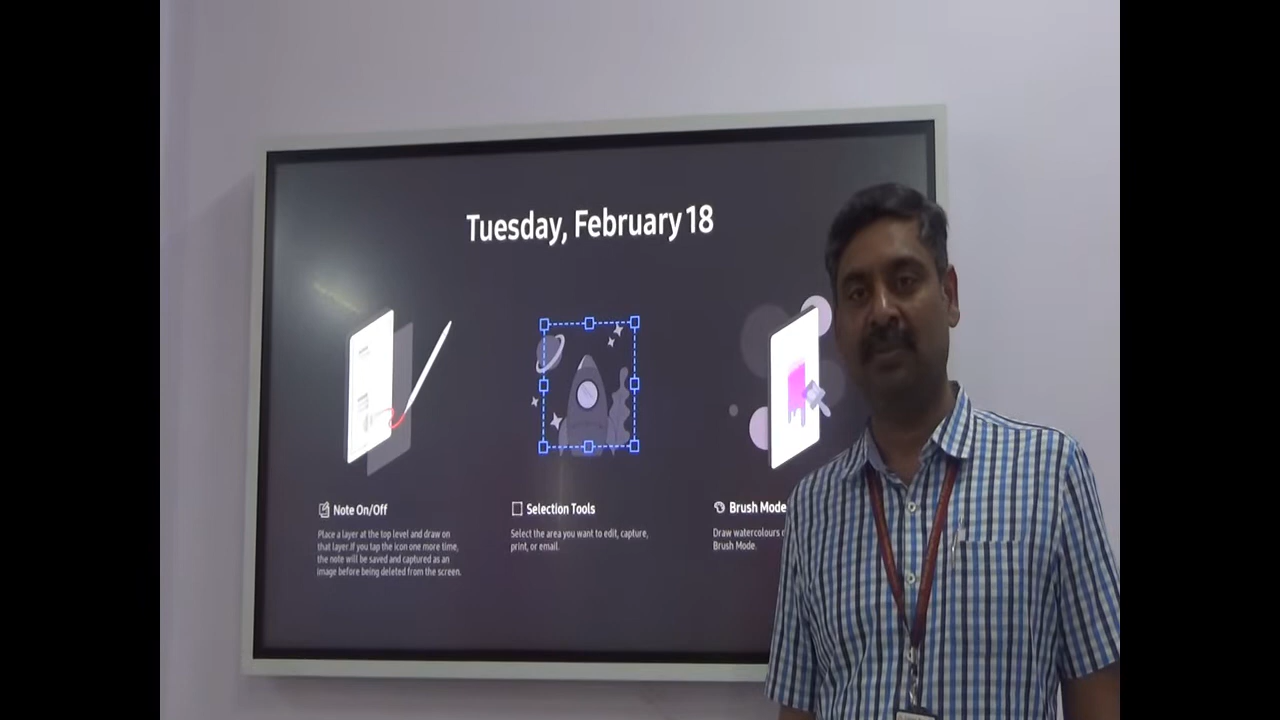 Tuesday, February 18
Note On/Off
Place a layer at the top level and draw on
that layer.If you tap the icon one more time,
the note will be saved and captured as an
image before being deleted from the screen.
Selection Tools
Select the area you want to edit, capture,
print, or email.
Brush Mode
Draw watercolours
Brush Mode.